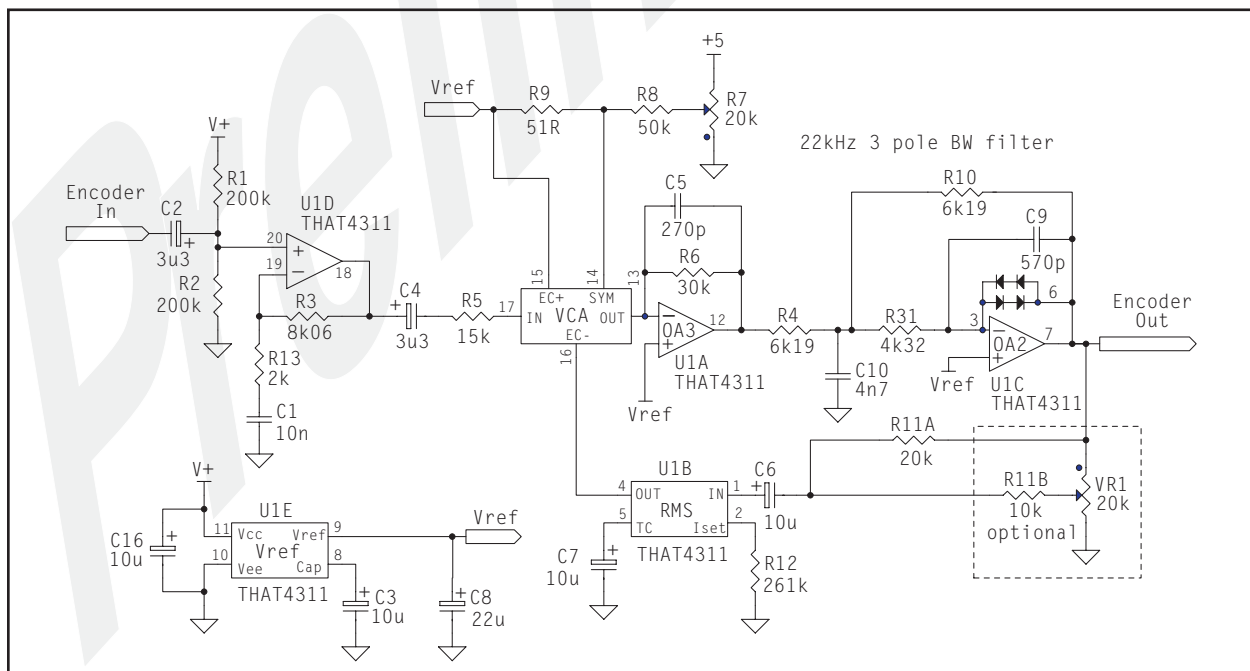 +5
Vref
R9
51R
R8
50k
R7
20k
22kHz 3 pole BW filter
V+
R1
200k
Encoder
In
C2
+
3u3
R2
200k
U1D
THAT4311
20
+
19
−
18
R3
8k06
R13
2k
C1
10n
C4
+
3u3
R5
15k
17
15
14
13
16
EC+
SYM
IN
VCA
OUT
EC-
C5
270p
R6
30k
−
OA3
+
12
U1A
THAT4311
Vref
R4
6k19
C10
4n7
R10
6k19
R31
4k32
C9
570p
6
3
−
OA2
+
7
Vref
U1C
THAT4311
Encoder
Out
R11A
20k
R11B
10k
optional
VR1
20k
U1B
4
OUT
IN
1
RMS
5
TC
Iset
2
THAT4311
C6
+
10u
C7
+
10u
R12
261k
V+
C16
+
10u
U1E
11
Vcc
Vref
9
Vref
10
Vee
Cap
8
THAT4311
Vref
C3
+
10u
C8
+
22u
Preli